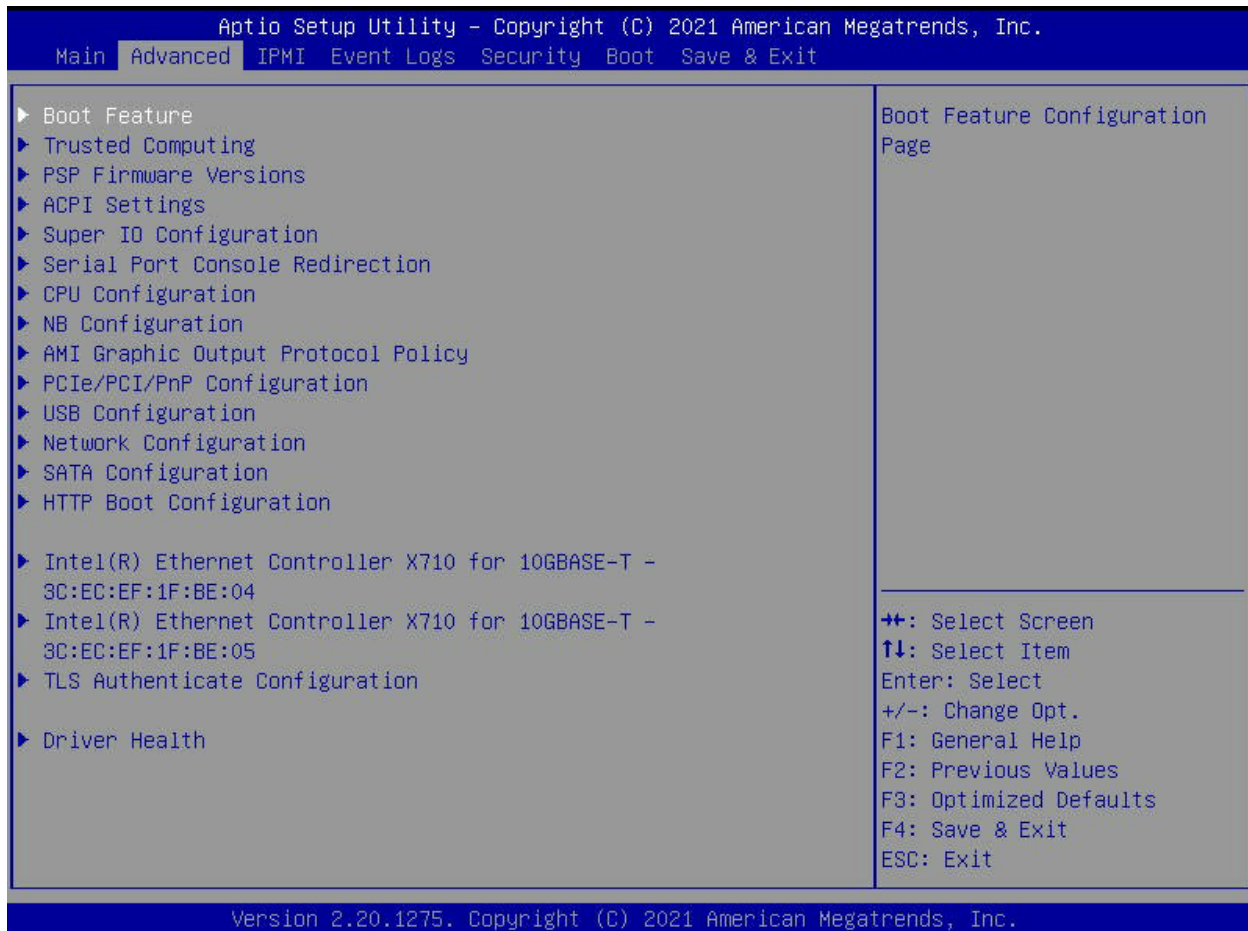 Aptio Setup Utility – Copyright (C) 2021 American Megatrends, Inc.
Main Advanced IPMI Event Logs Security Boot Save & Exit
▶ Boot Feature
▶ Trusted Computing
▶ PSP Firmware Versions
▶ ACPI Settings
▶ Super IO Configuration
▶ Serial Port Console Redirection
▶ CPU Configuration
▶ NB Configuration
▶ AMI Graphic Output Protocol Policy
▶ PCIe/PCI/PnP Configuration
▶ USB Configuration
▶ Network Configuration
▶ SATA Configuration
▶ HTTP Boot Configuration
▶ Intel(R) Ethernet Controller X710 for 10GBASE-T –
3C:EC:EF:1F:BE:04
▶ Intel(R) Ethernet Controller X710 for 10GBASE-T –
3C:EC:EF:1F:BE:05
▶ TLS Authenticate Configuration
▶ Driver Health
Boot Feature Configuration
Page
→←: Select Screen
↑↓: Select Item
Enter: Select
+/-: Change Opt.
F1: General Help
F2: Previous Values
F3: Optimized Defaults
F4: Save & Exit
ESC: Exit
Version 2.20.1275. Copyright (C) 2021 American Megatrends, Inc.